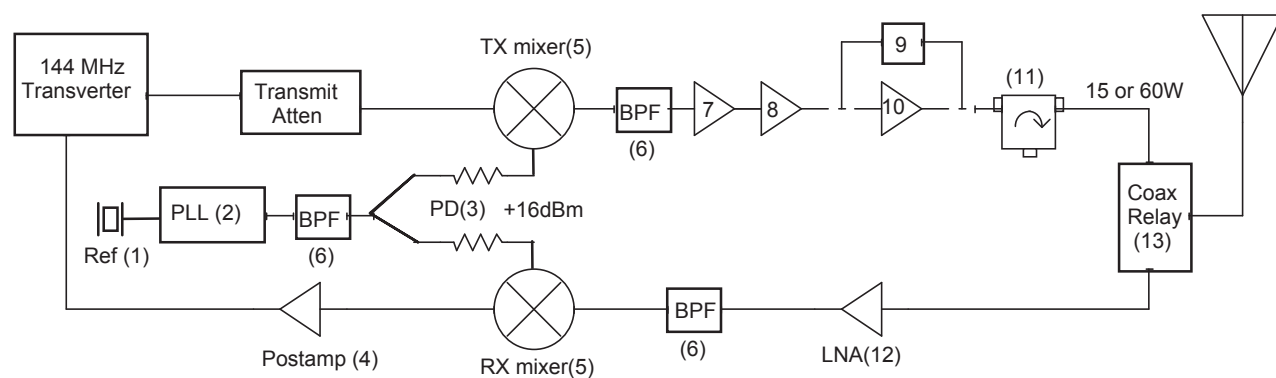 TX mixer(5)
144 MHz
Transverter
Transmit
Atten
BPF
(6)
7
8
9
10
(11)
15 or 60W
Coax
Relay
(13)
Ref (1)
PLL (2)
BPF
(6)
PD(3)
+16dBm
Postamp (4)
RX mixer(5)
BPF
(6)
LNA(12)